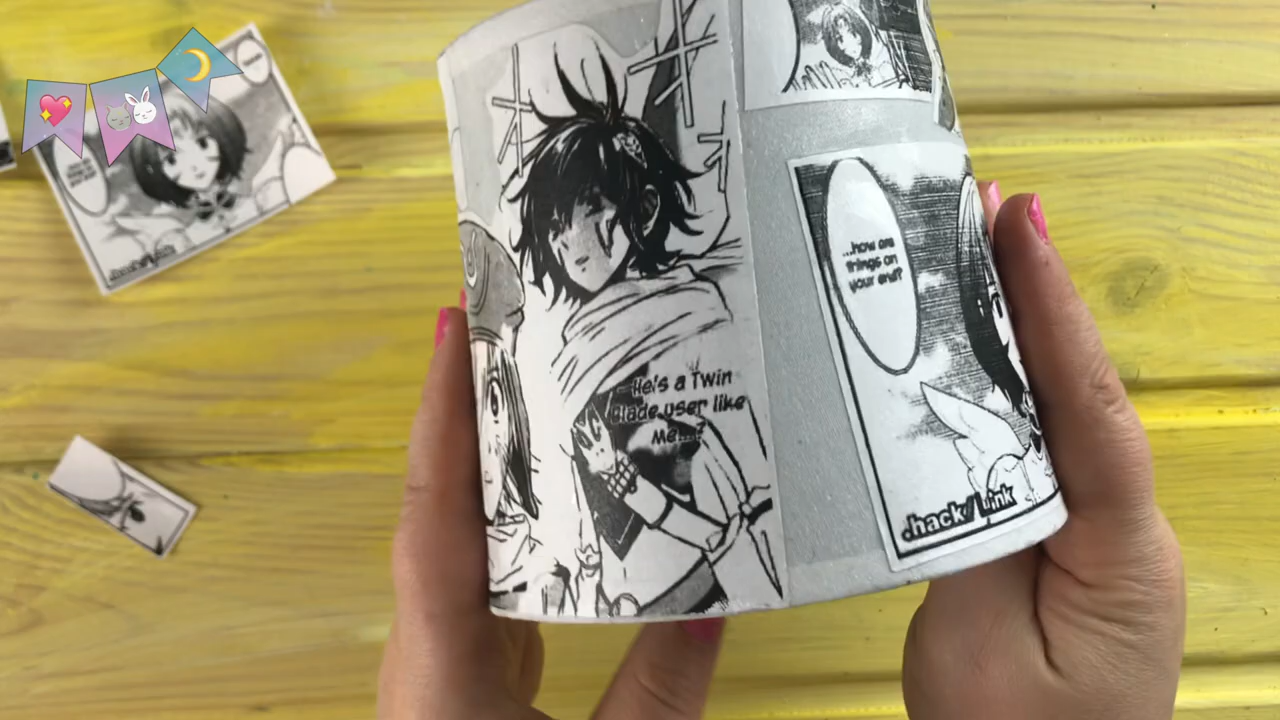 He's a Twin
Blade user like
me...?
...how are
things on
your end?
.hack//Link